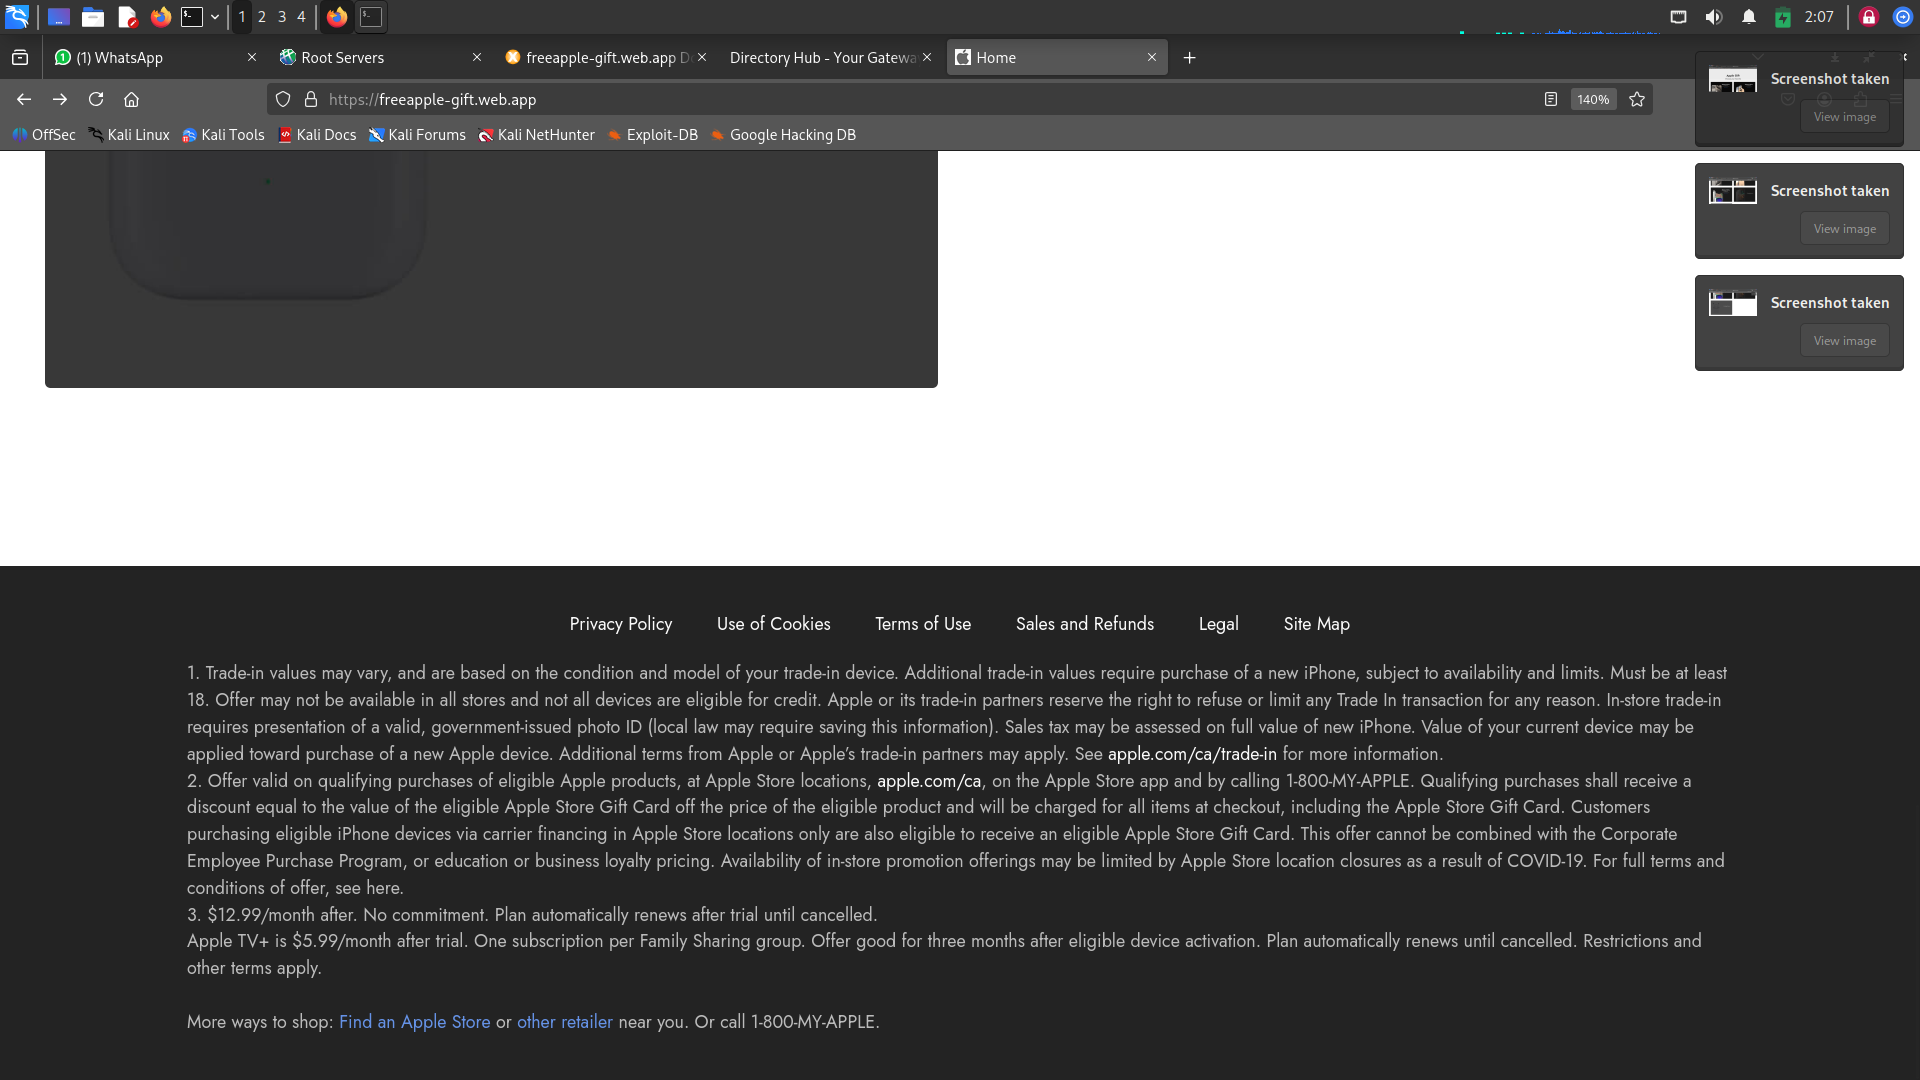 1 2 3 4
2:07
(1) WhatsApp
Root Servers
freeapple-gift.web.app D
Directory Hub - Your Gatewa
Home
https://freeapple-gift.web.app
140%
OffSec
Kali Linux
Kali Tools
Kali Docs
Kali Forums
Kali NetHunter
Exploit-DB
Google Hacking DB
Screenshot taken
View image
Screenshot taken
View image
Screenshot taken
View image
Privacy Policy Use of Cookies Terms of Use Sales and Refunds Legal Site Map
1. Trade-in values may vary, and are based on the condition and model of your trade-in device. Additional trade-in values require purchase of a new iPhone, subject to availability and limits. Must be at least
18. Offer may not be available in all stores and not all devices are eligible for credit. Apple or its trade-in partners reserve the right to refuse or limit any Trade In transaction for any reason. In-store trade-in
requires presentation of a valid, government-issued photo ID (local law may require saving this information). Sales tax may be assessed on full value of new iPhone. Value of your current device may be
applied toward purchase of a new Apple device. Additional terms from Apple or Apple's trade-in partners may apply. See apple.com/ca/trade-in for more information.
2. Offer valid on qualifying purchases of eligible Apple products, at Apple Store locations, apple.com/ca, on the Apple Store app and by calling 1-800-MY-APPLE. Qualifying purchases shall receive a
discount equal to the value of the eligible Apple Store Gift Card off the price of the eligible product and will be charged for all items at checkout, including the Apple Store Gift Card. Customers
purchasing eligible iPhone devices via carrier financing in Apple Store locations only are also eligible to receive an eligible Apple Store Gift Card. This offer cannot be combined with the Corporate
Employee Purchase Program, or education or business loyalty pricing. Availability of in-store promotion offerings may be limited by Apple Store location closures as a result of COVID-19. For full terms and
conditions of offer, see here.
3. $12.99/month after. No commitment. Plan automatically renews after trial until cancelled.
Apple TV+ is $5.99/month after trial. One subscription per Family Sharing group. Offer good for three months after eligible device activation. Plan automatically renews until cancelled. Restrictions and
other terms apply.
More ways to shop: Find an Apple Store or other retailer near you. Or call 1-800-MY-APPLE.